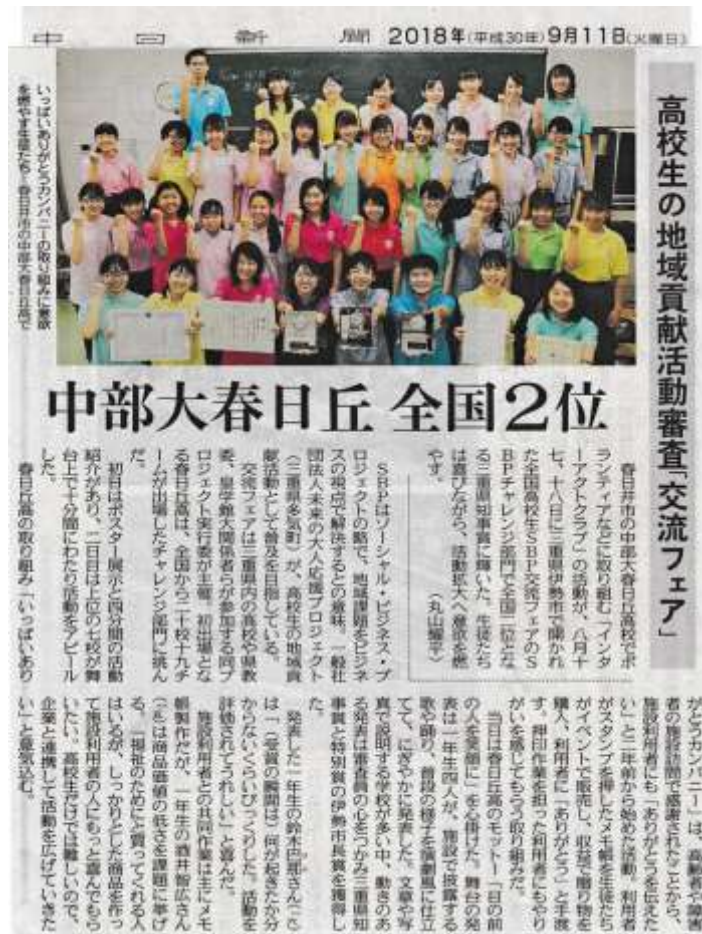 中日新聞 2018年(平成30年)9月11日(火曜日)
高校生の地域貢献活動審査「交流フェア」
中部大春日丘 全国2位
いっぱいありがとうカンパニーの取り組みに意欲
を燃やす生徒たち=春日井市の中部大春日丘高で
春日井市の中部大春日丘高校でボ
ランティアなどに取り組む「インタ
ーアクトクラブ」の活動が、八月十
七、十八日に三重県伊勢市で開かれ
た全国高校生SBP交流フェアのS
BPチャレンジ部門で全国二位とな
る三重県知事賞に輝いた。生徒たち
は喜びながら、活動拡大へ意欲を燃
やす。 (丸山耀平)
SBPはソーシャル・ビジネス・プ
ロジェクトの略で、地域課題をビジネ
スの視点で解決するとの意味。一般社
団法人未来の大人応援プロジェクト
(三重県多気町)が、高校生の地域貢
献活動として普及を目指している。
交流フェアは三重県内の高校や県教
委、皇学館大関係者らが参加する同プ
ロジェクト実行委が主催。初出場とな
る春日丘高は、全国から二十校十九チ
ームが出場したチャレンジ部門に挑ん
だ。
初日はポスター展示と四分間の活動
紹介があり、二日目は上位の七校が舞
台上で十分間にわたり活動をアピール
した。
春日丘高の取り組み「いっぱいあり
がとうカンパニー」は、高齢者や障害
者の施設訪問で感謝されたことから、
施設利用者にも「ありがとうを伝えた
い」と二年前から始めた活動。利用者
がスタンプを押したメモ帳を生徒たち
がイベントで販売し、収益で贈り物を
購入、利用者に「ありがとう」と手渡
す。押印作業を担った利用者にもやり
がいを感じてもらう取り組みだ。
当日は春日丘高のモットー「目の前
の人を笑顔に」を心掛けた。舞台の発
表は一年生四人が、施設で披露する
歌や踊り、普段の様子を演劇風に仕立
てて、にぎやかに発表した。文章や写
真で説明する学校が多い中、動きのあ
る発表は審査員の心をつかみ三重県知
事賞と特別賞の伊勢市長賞を獲得し
た。
発表した一年生の鈴木巴那さん(一六)
は「(受賞の瞬間は)何が起きたか分
からないくらいびっくりした。活動を
評価されてうれしい」と喜んだ。
施設利用者との共同作業は主にメモ
帳製作だが、一年生の酒井智広さん
(一六)は商品価値の低さを課題に挙げ
る。「福祉のためにと買ってくれる人
はいるが、しっかりとした商品を作っ
て施設利用者の人にもっと喜んでもら
いたい。高校生だけでは難しいので、
企業と連携して活動を広げていきた
い」と意気込む。